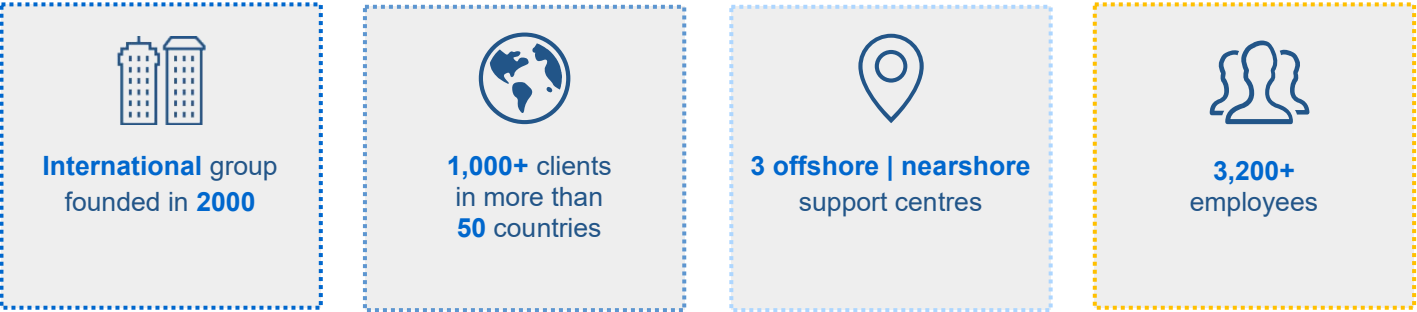 International group
founded in 2000
1,000+ clients
in more than
50 countries
3 offshore | nearshore
support centres
3,200+
employees